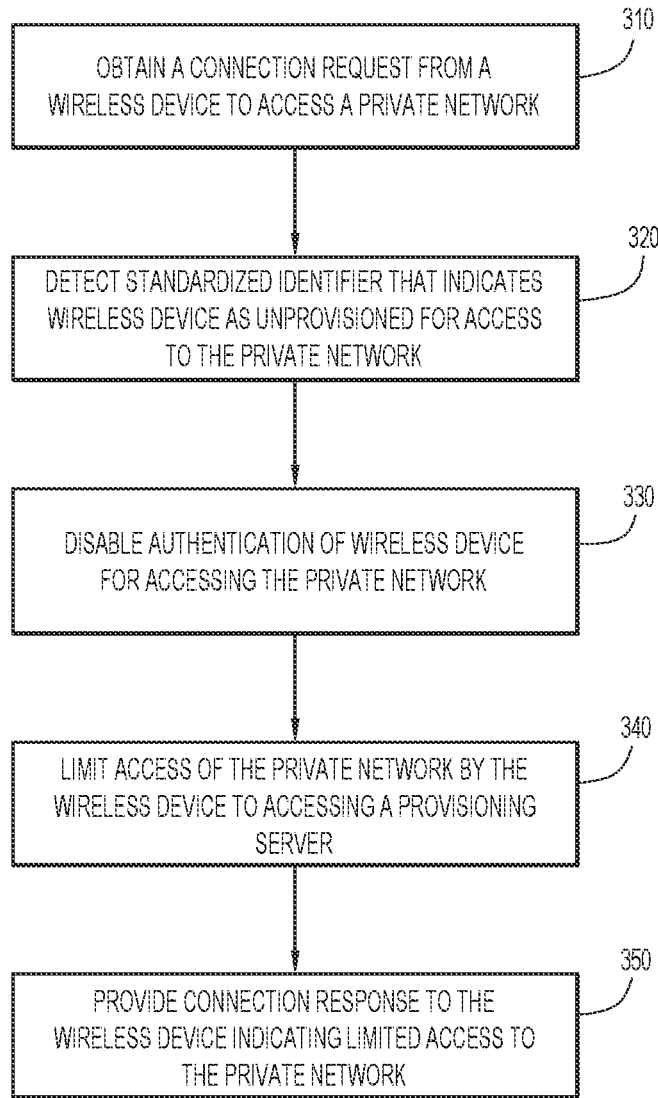 310
OBTAIN A CONNECTION REQUEST FROM A
WIRELESS DEVICE TO ACCESS A PRIVATE NETWORK
320
DETECT STANDARDIZED IDENTIFIER THAT INDICATES
WIRELESS DEVICE AS UNPROVISIONED FOR ACCESS
TO THE PRIVATE NETWORK
330
DISABLE AUTHENTICATION OF WIRELESS DEVICE
FOR ACCESSING THE PRIVATE NETWORK
340
LIMIT ACCESS OF THE PRIVATE NETWORK BY THE
WIRELESS DEVICE TO ACCESSING A PROVISIONING
SERVER
350
PROVIDE CONNECTION RESPONSE TO THE
WIRELESS DEVICE INDICATING LIMITED ACCESS TO
THE PRIVATE NETWORK